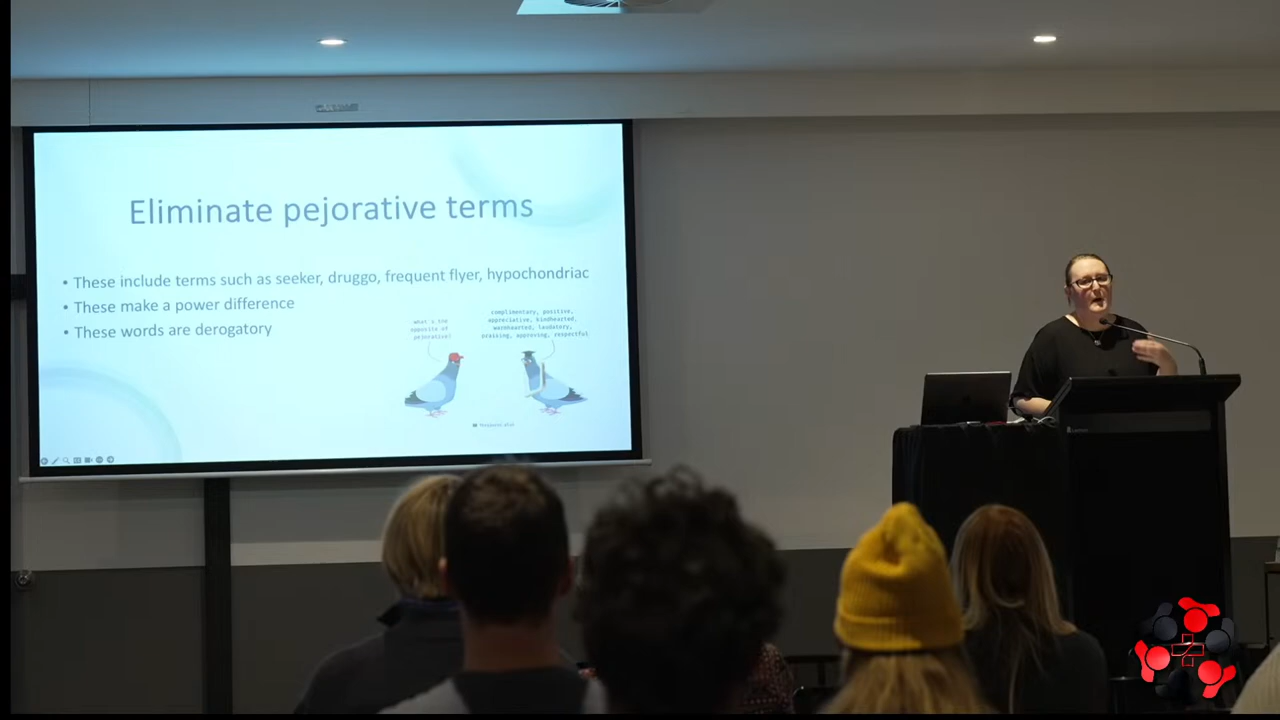 Eliminate pejorative terms
• These include terms such as seeker, druggo, frequent flyer, hypochondriac
• These make a power difference
• These words are derogatory
what's the
opposite of
pejorative?
complimentary, positive,
appreciative, kindhearted,
warmhearted, laudatory,
praising, approving, respectful